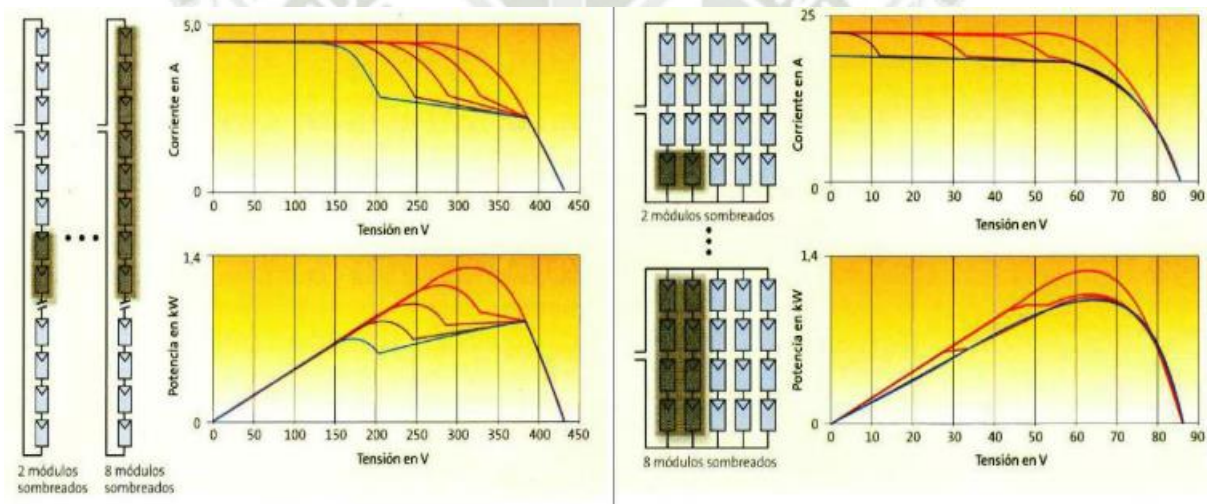 Corriente en A
5,0
0
0 50 100 150 200 250 300 350 400 450
Tensión en V
Potencia en kW
1,4
0
0 50 100 150 200 250 300 350 400 450
Tensión en V
2 módulos
sombreados
8 módulos
sombreados
2 módulos sombreados
8 módulos sombreados
Corriente en A
25
0
0 10 20 30 40 50 60 70 80 90
Tensión en V
Potencia en kW
1,4
0
0 10 20 30 40 50 60 70 80 90
Tensión en V